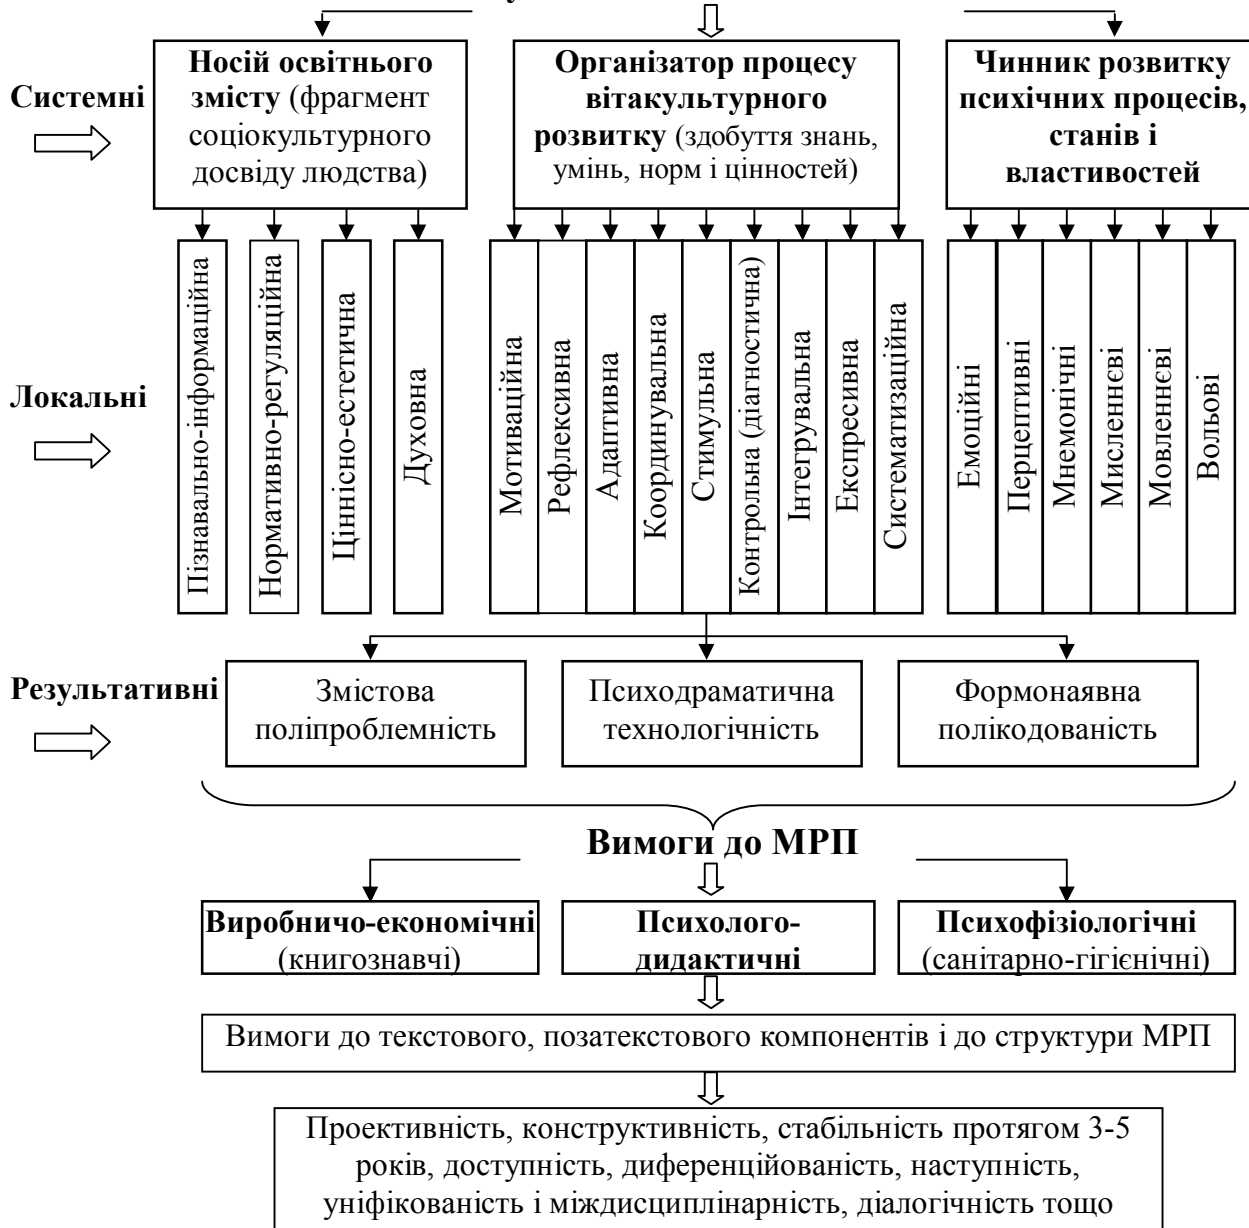 Системні
Носій освітнього
змісту (фрагмент
соціокультурного
досвіду людства)
Організатор процесу
вітакультурного
розвитку (здобуття знань,
умінь, норм і цінностей)
Чинник розвитку
психічних процесів,
станів і
властивостей
Локальні
Пізнавально-інформаційна
Нормативно-регуляційна
Ціннісно-естетична
Духовна
Мотиваційна
Рефлексивна
Адаптивна
Координувальна
Стимульна
Контрольна (діагностична)
Інтегрувальна
Експресивна
Систематизаційна
Емоційні
Перцептивні
Мнемонічні
Мисленнєві
Мовленнєві
Вольові
Результативні
Змістова
поліпроблемність
Психодраматична
технологічність
Формонаявна
полікодованість
Вимоги до МРП
Виробничо-економічні
(книгознавчі)
Психолого-
дидактичні
Психофізіологічні
(санітарно-гігієнічні)
Вимоги до текстового, позатекстового компонентів і до структури МРП
Проективність, конструктивність, стабільність протягом 3-5
років, доступність, диференційованість, наступність,
уніфікованість і міждисциплінарність, діалогічність тощо